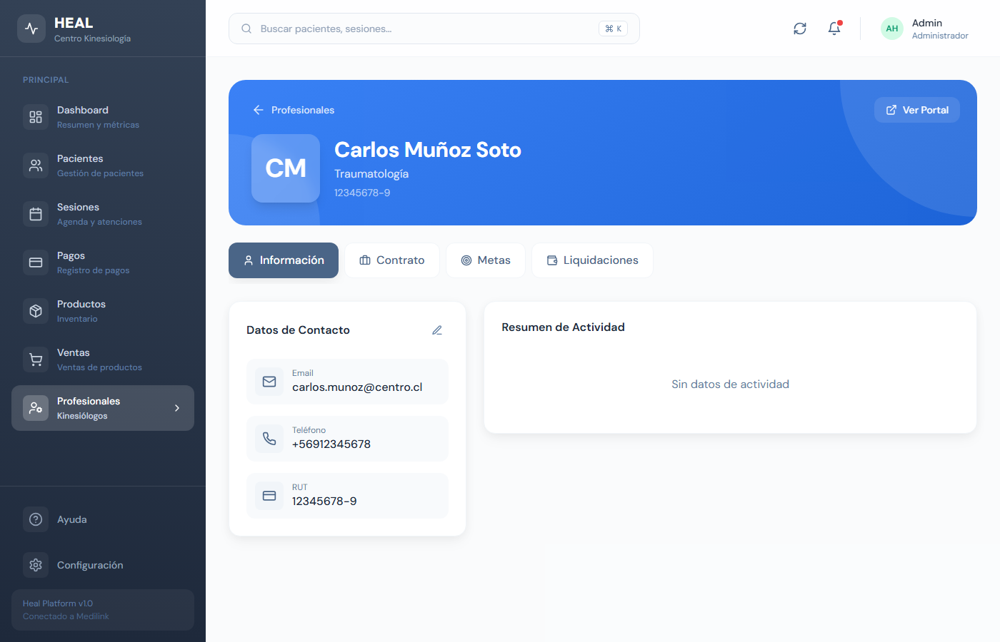 HEAL
Centro Kinesiología
PRINCIPAL
Dashboard
Resumen y métricas
Pacientes
Gestión de pacientes
Sesiones
Agenda y atenciones
Pagos
Registro de pagos
Productos
Inventario
Ventas
Ventas de productos
Profesionales
Kinesiólogos
Ayuda
Configuración
Heal Platform v1.0
Conectado a Medilink
Buscar pacientes, sesiones...
⌘ K
AH
Admin
Administrador
Profesionales
Ver Portal
CM
Carlos Muñoz Soto
Traumatología
12345678-9
Información
Contrato
Metas
Liquidaciones
Datos de Contacto
Email
carlos.munoz@centro.cl
Teléfono
+56912345678
RUT
12345678-9
Resumen de Actividad
Sin datos de actividad